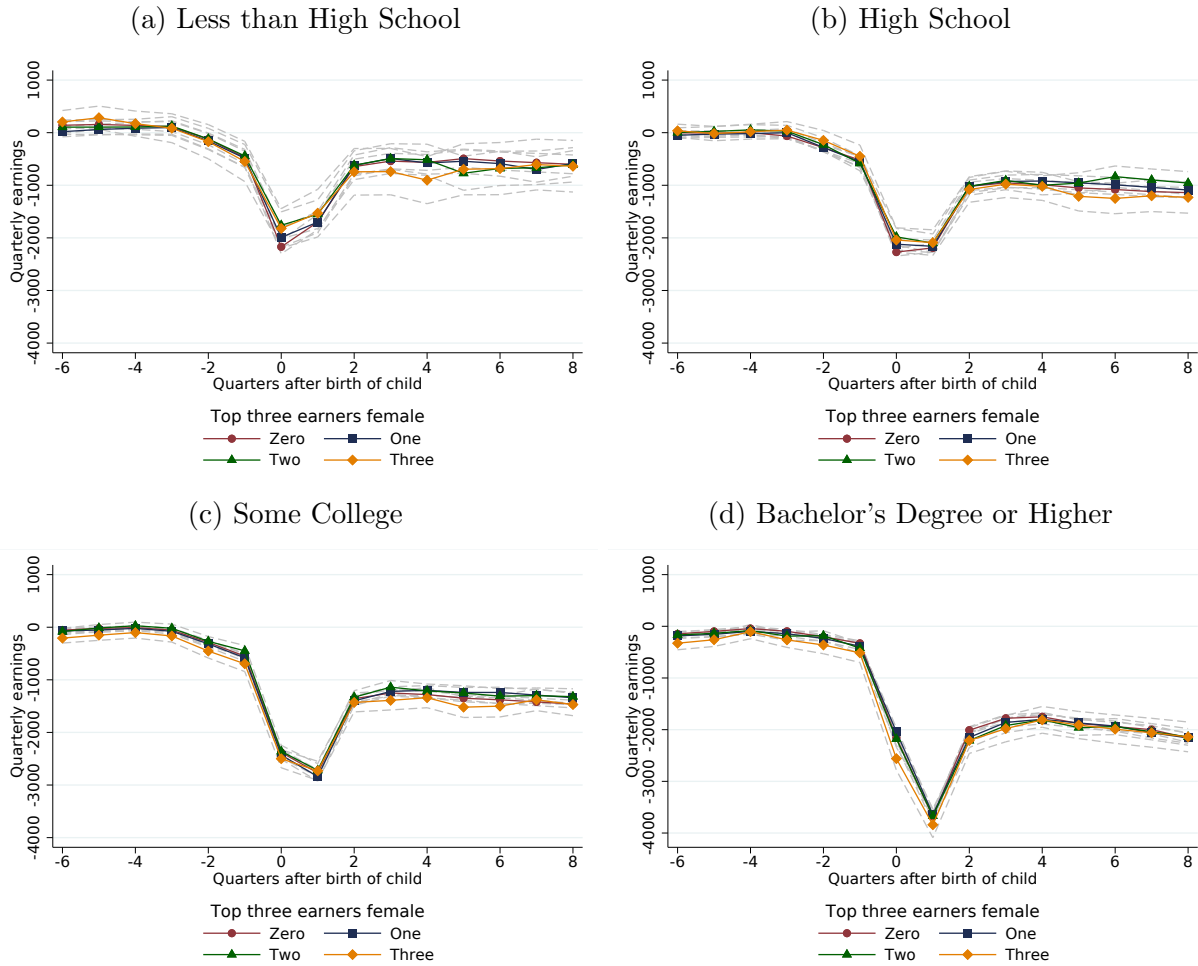 (a) Less than High School
Quarterly earnings
1000
0
-1000
-2000
-3000
-4000
-6 -4 -2 0 2 4 6 8
Quarters after birth of child
Top three earners female
Zero One
Two Three
(b) High School
Quarterly earnings
1000
0
-1000
-2000
-3000
-4000
-6 -4 -2 0 2 4 6 8
Quarters after birth of child
Top three earners female
Zero One
Two Three
(c) Some College
Quarterly earnings
1000
0
-1000
-2000
-3000
-4000
-6 -4 -2 0 2 4 6 8
Quarters after birth of child
Top three earners female
Zero One
Two Three
(d) Bachelor's Degree or Higher
Quarterly earnings
1000
0
-1000
-2000
-3000
-4000
-6 -4 -2 0 2 4 6 8
Quarters after birth of child
Top three earners female
Zero One
Two Three